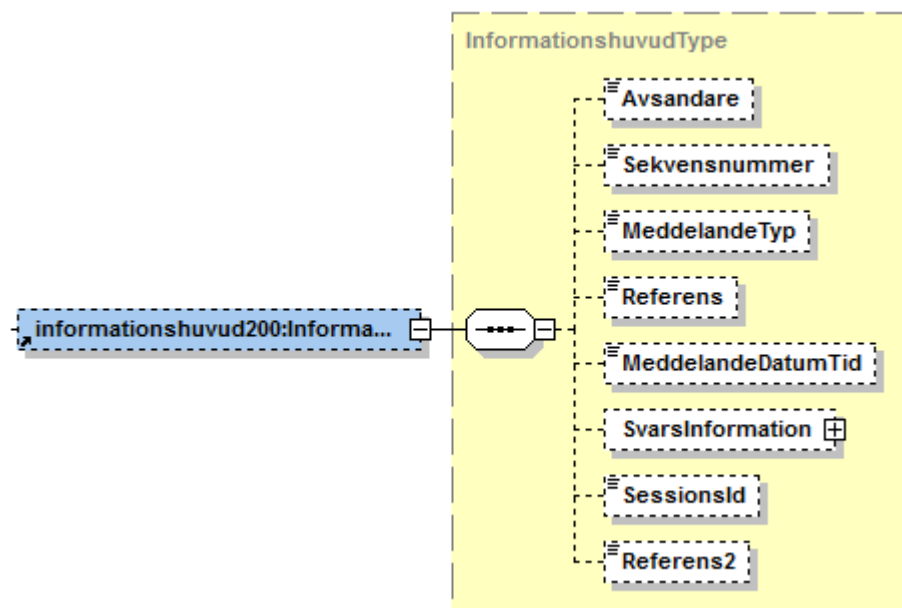 InformationshuvudType
Avsandare
Sekvensnummer
MeddelandeTyp
Referens
informationshuvud200:Informa...
MeddelandeDatumTid
SvarsInformation
SessionsId
Referens2